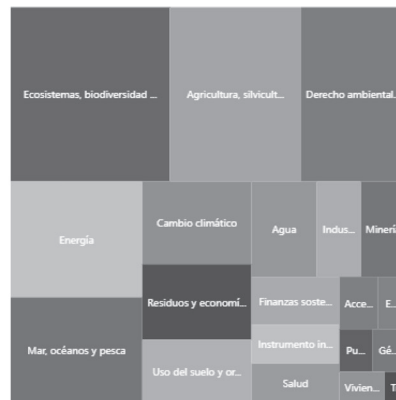 Ecosistemas, biodiversidad ...
Agricultura, silvicult...
Derecho ambiental.
Energía
Cambio climático
Agua
Indus...
Minerí
Residuos y economí...
Finanzas soste...
Acce...
E...
Mar, océanos y pesca
Uso del suelo y or...
Instrumento in...
Pu...
Gé..
Salud
Vivien...
T